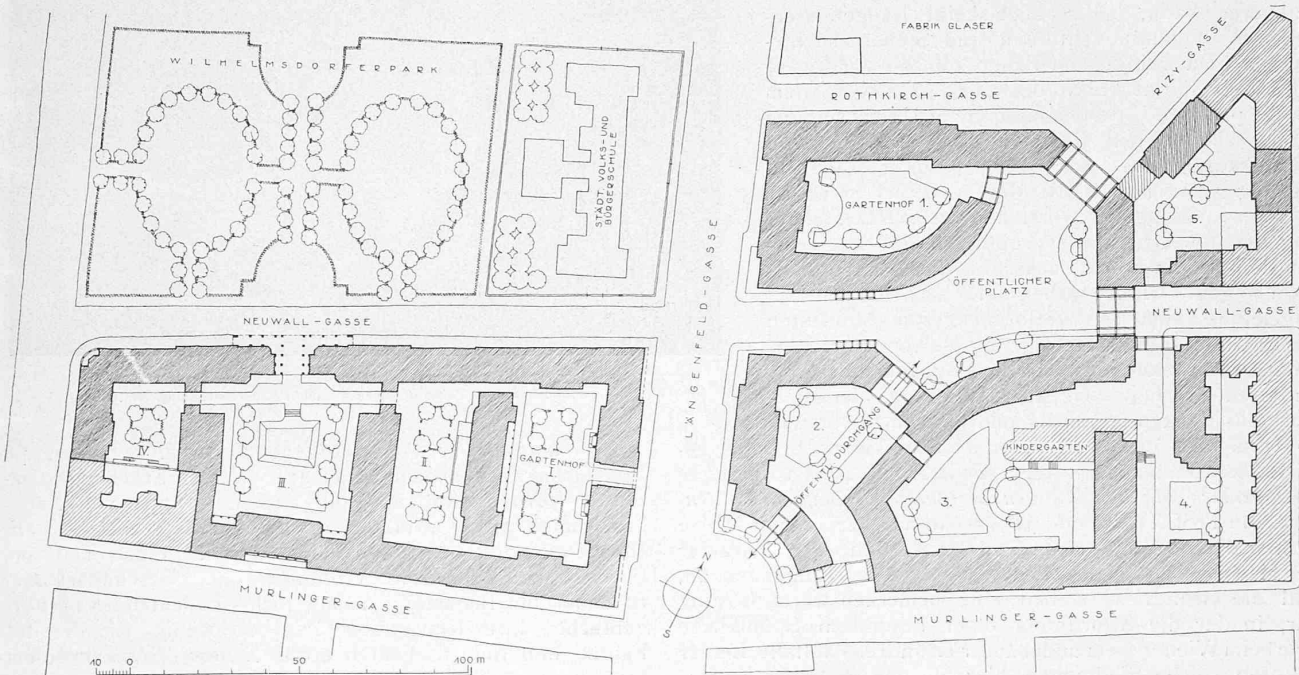 FABRIK GLASER
WILHELMSDORFERPARK
RIZY-GASSE
ROTHKIRCH-GASSE
STÄDT. VOLKS- UND
BÜRGERSCHULE
GARTENHOF 1.
5.
LÄNGENFELD-GASSE
ÖFFENTLICHER
PLATZ
NEUWALL-GASSE
NEUWALL-GASSE
2.
ÖFFENTL. DURCHGANG
KINDERGARTEN
IV.
II.
GARTENHOF
I.
III.
3.
4.
N
S
MURLINGER-GASSE
MURLINGER-GASSE
10 0 50 100 m